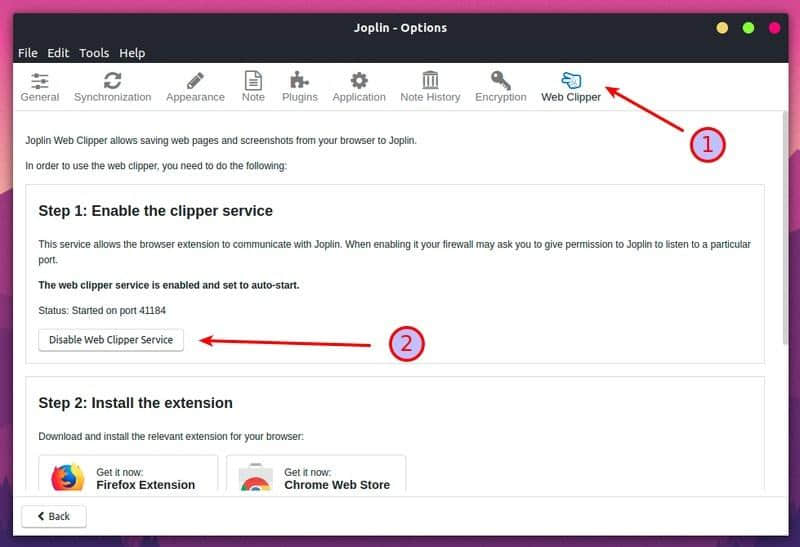 Joplin - Options
File Edit Tools Help
General Synchronization Appearance Note Plugins Application Note History Encryption Web Clipper
1
Joplin Web Clipper allows saving web pages and screenshots from your browser to Joplin.
In order to use the web clipper, you need to do the following:
Step 1: Enable the clipper service
This service allows the browser extension to communicate with Joplin. When enabling it your firewall may ask you to give permission to Joplin to listen to a particular
port.
The web clipper service is enabled and set to auto-start.
Status: Started on port 41184
Disable Web Clipper Service
2
Step 2: Install the extension
Download and install the relevant extension for your browser:
Get it now:
Firefox Extension
Get it now:
Chrome Web Store
Back